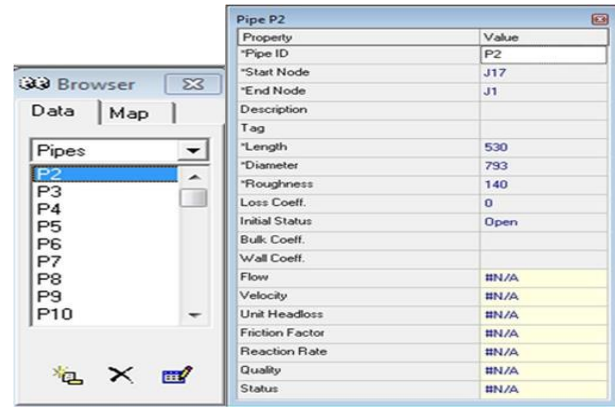 Browser
Data Map
Pipes
P2
P3
P4
P5
P6
P7
P8
P9
P10
Pipe P2
Property Value
*Pipe ID P2
*Start Node J17
*End Node J1
Description
Tag
*Length 530
*Diameter 793
*Roughness 140
Loss Coeff. 0
Initial Status Open
Bulk Coeff.
Wall Coeff.
Flow #N/A
Velocity #N/A
Unit Headloss #N/A
Friction Factor #N/A
Reaction Rate #N/A
Quality #N/A
Status #N/A